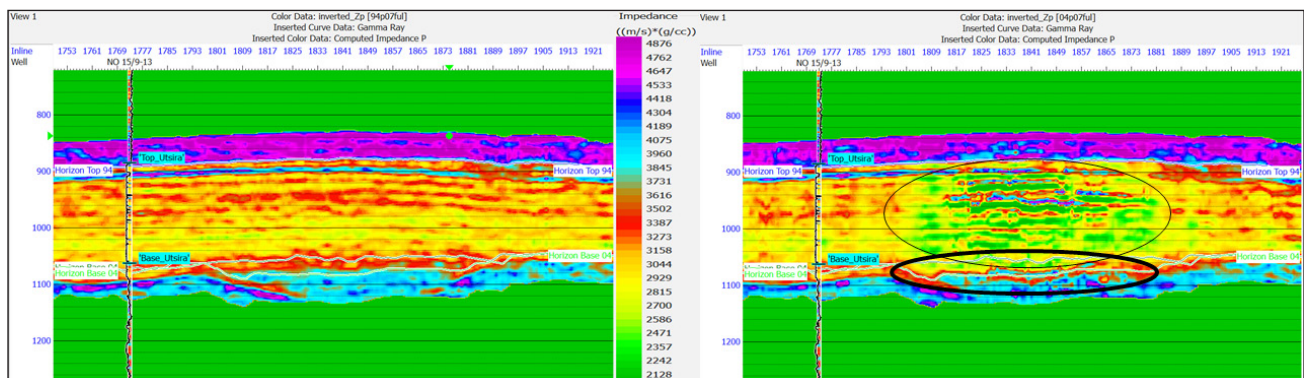 View 1
Color Data: inverted_Zp [94p07ful]
Inserted Curve Data: Gamma Ray
Inserted Color Data: Computed Impedance P
Inline 1753 1761 1769 1777 1785 1793 1801 1809 1817 1825 1833 1841 1849 1857 1865 1873 1881 1889 1897 1905 1913 1921
Well NO 15/9-13
800
'Top_Utsira'
Horizon Top 94
900
Horizon Top 94
1000
'Base_Utsira'
Horizon Base 04
Horizon Base 04
Horizon Base 04
1100
1200
Impedance
((m/s)*(g/cc))
4876
4762
4647
4533
4418
4304
4189
4075
3960
3845
3731
3616
3502
3387
3273
3158
3044
2929
2815
2700
2586
2471
2357
2242
2128
View 1
Color Data: inverted_Zp [94p07ful]
Inserted Curve Data: Gamma Ray
Inserted Color Data: Computed Impedance P
Inline 1753 1761 1769 1777 1785 1793 1801 1809 1817 1825 1833 1841 1849 1857 1865 1873 1881 1889 1897 1905 1913 1921
Well NO 15/9-13
800
'Top_Utsira'
Horizon Top 94
900
Horizon Top 94
1000
'Base_Utsira'
Horizon Base 04
Horizon Base 04
1100
1200